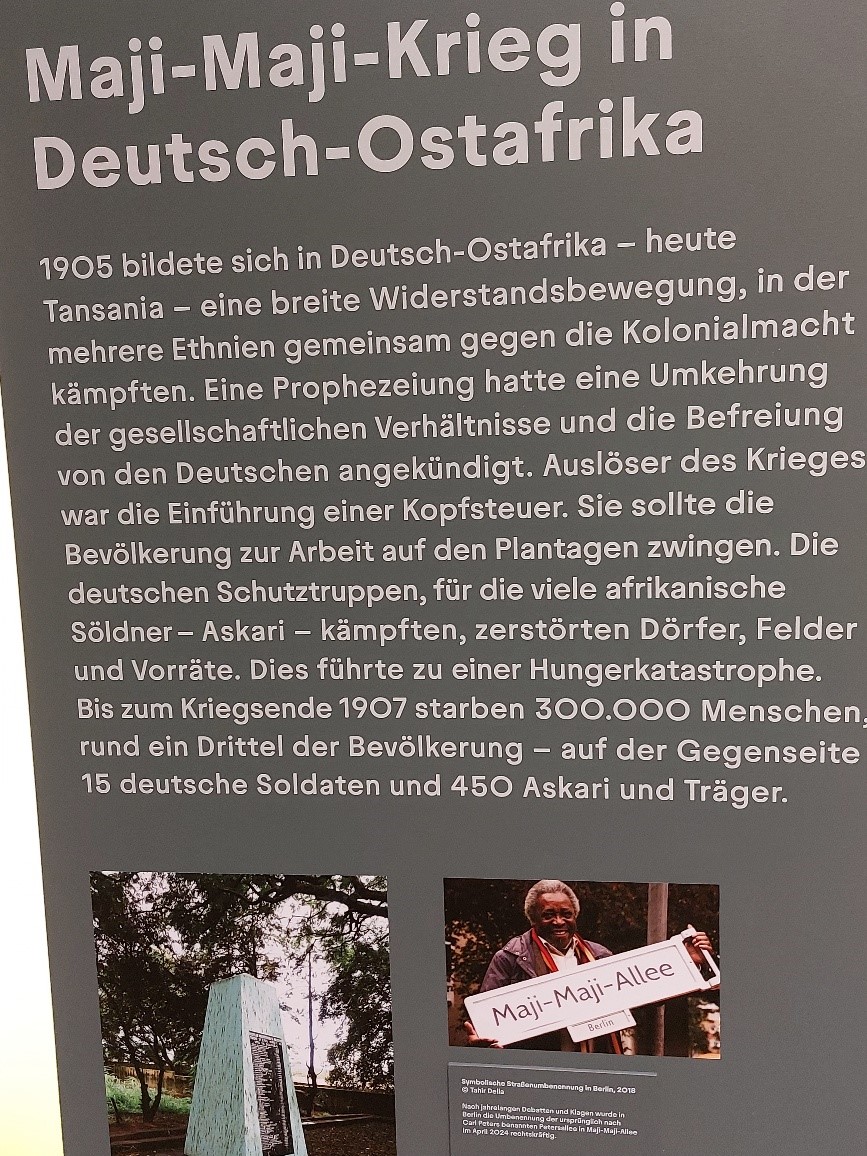 Maji-Maji-Krieg in
Deutsch-Ostafrika
1905 bildete sich in Deutsch-Ostafrika – heute
Tansania – eine breite Widerstandsbewegung, in der
mehrere Ethnien gemeinsam gegen die Kolonialmacht
kämpften. Eine Prophezeiung hatte eine Umkehrung
der gesellschaftlichen Verhältnisse und die Befreiung
von den Deutschen angekündigt. Auslöser des Krieges
war die Einführung einer Kopfsteuer. Sie sollte die
Bevölkerung zur Arbeit auf den Plantagen zwingen. Die
deutschen Schutztruppen, für die viele afrikanische
Söldner – Askari – kämpften, zerstörten Dörfer, Felder
und Vorräte. Dies führte zu einer Hungerkatastrophe.
Bis zum Kriegsende 1907 starben 300.000 Menschen,
rund ein Drittel der Bevölkerung – auf der Gegenseite
15 deutsche Soldaten und 450 Askari und Träger.
Maji-Maji-Allee
Berlin
Symbolische Straßenumbenennung in Berlin, 2018
© Tahir Della
Nach jahrelangen Debatten und Klagen wurde in
Berlin die Umbenennung der ursprünglich nach
Carl Peters benannten Petersallee in Maji-Maji-Allee
im April 2024 rechtskräftig.